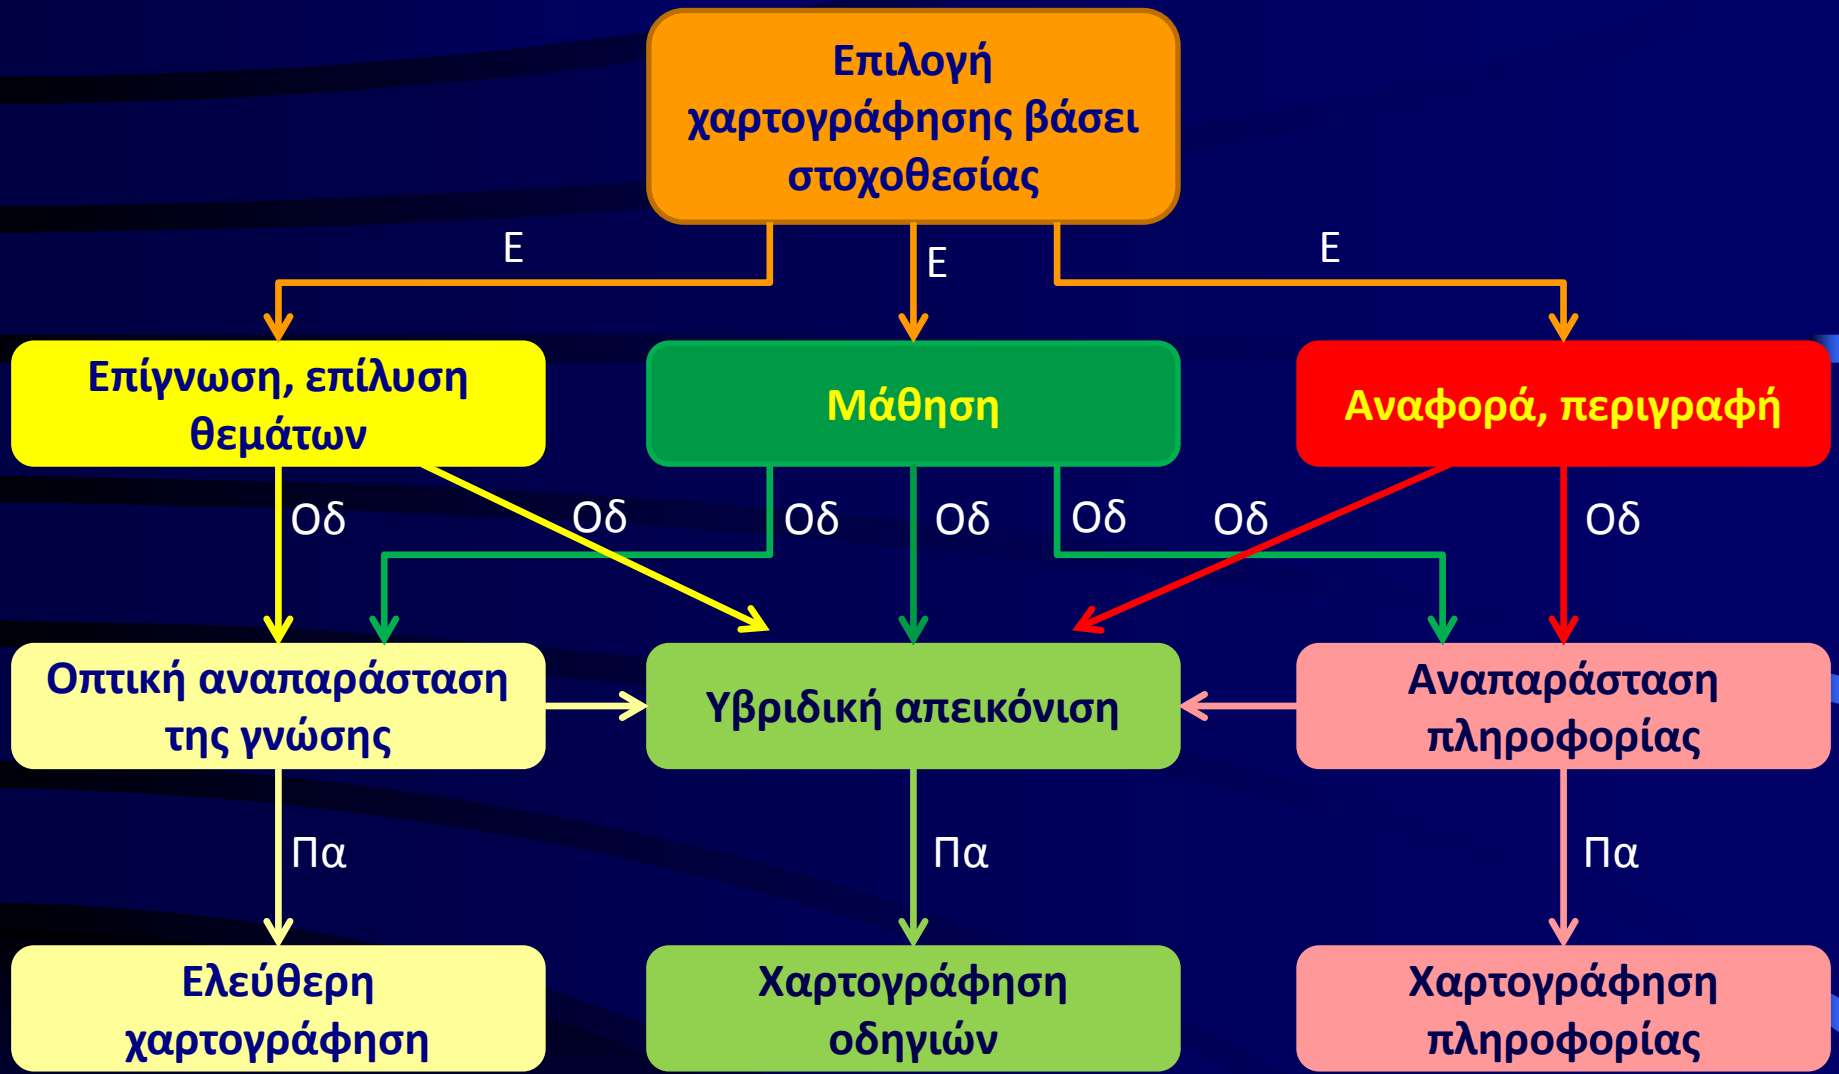 Επιλογή
χαρτογράφησης βάσει
στοχοθεσίας
Ε
Ε
Ε
Επίγνωση, επίλυση
θεμάτων
Μάθηση
Αναφορά, περιγραφή
Οδ
Οδ
Οδ
Οδ
Οδ
Οδ
Οδ
Οπτική αναπαράσταση
της γνώσης
Υβριδική απεικόνιση
Αναπαράσταση
πληροφορίας
Πα
Πα
Πα
Ελεύθερη
χαρτογράφηση
Χαρτογράφηση
οδηγιών
Χαρτογράφηση
πληροφορίας